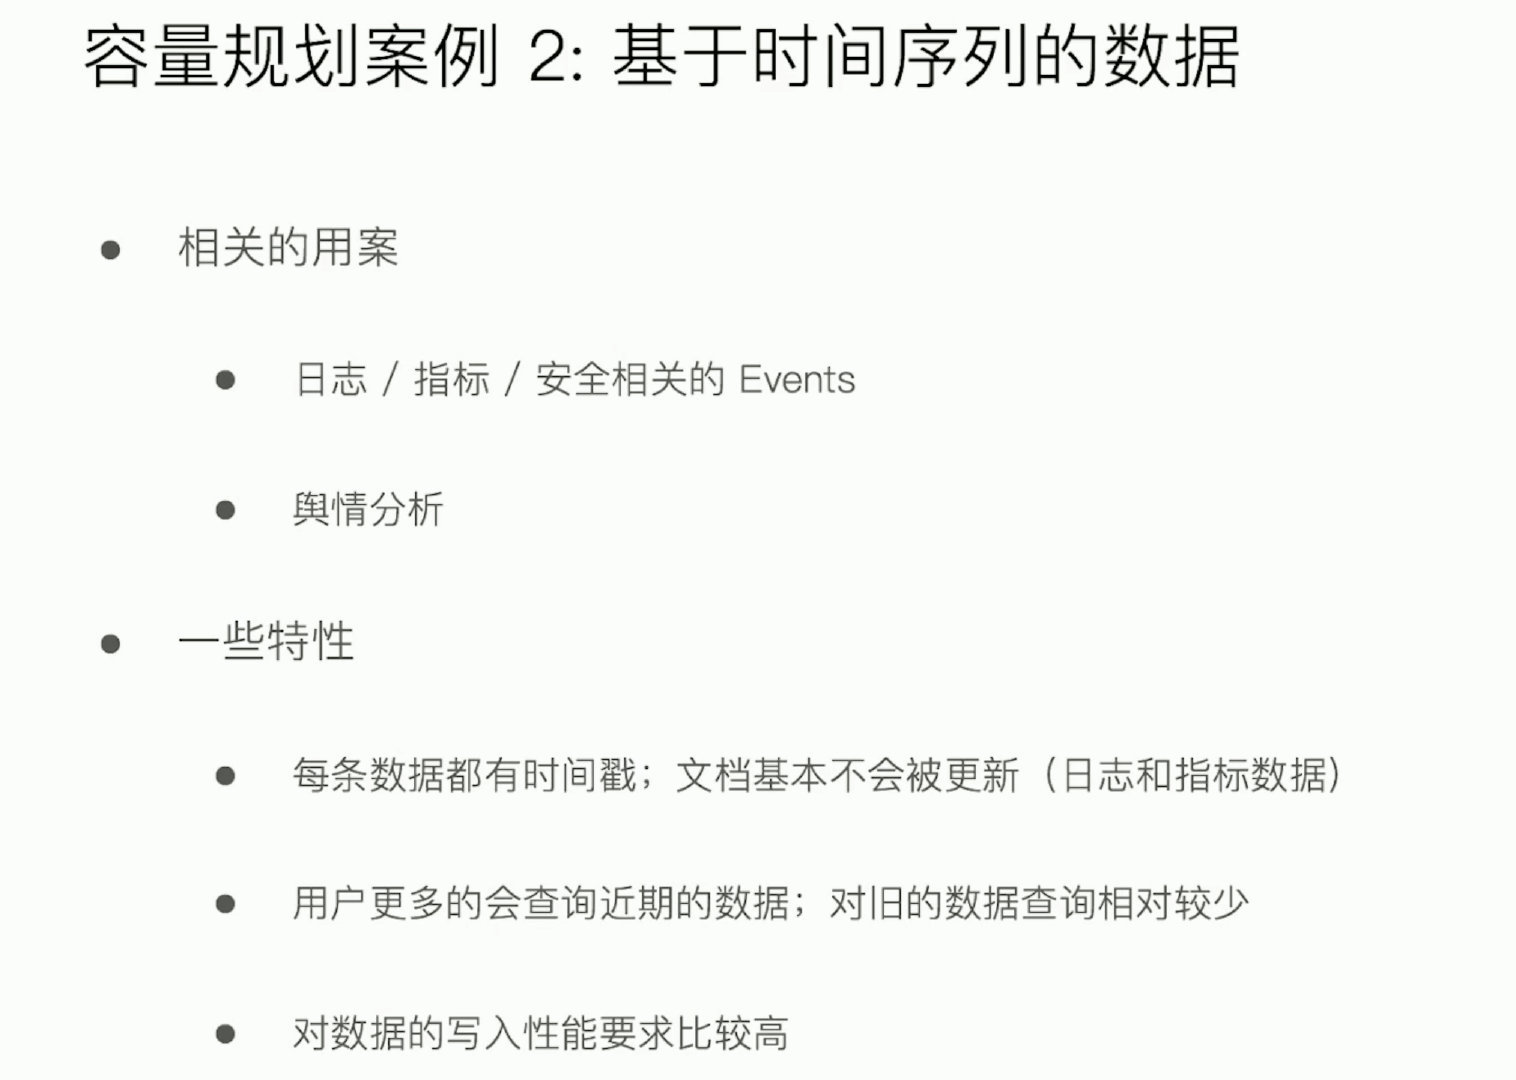 容量规划案例 2: 基于时间序列的数据
● 相关的用案
● 日志 / 指标 / 安全相关的 Events
● 舆情分析
● 一些特性
● 每条数据都有时间戳；文档基本不会被更新（日志和指标数据）
● 用户更多的会查询近期的数据；对旧的数据查询相对较少
● 对数据的写入性能要求比较高